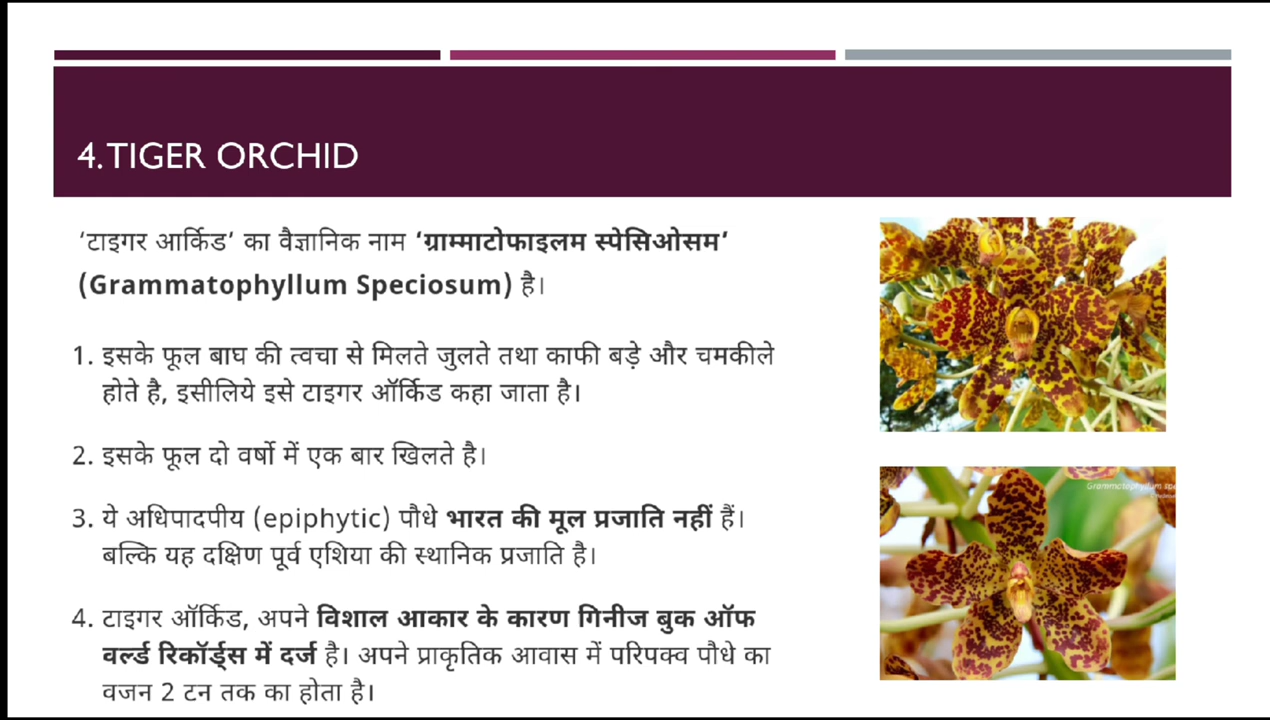 4. TIGER ORCHID
‘टाइगर आर्किड’ का वैज्ञानिक नाम ‘ग्राम्माटोफाइलम स्पेसिओसम’
(Grammatophyllum Speciosum) है।
1. इसके फूल बाघ की त्वचा से मिलते जुलते तथा काफी बड़े और चमकीले
होते है, इसीलिये इसे टाइगर ऑर्किड कहा जाता है।
2. इसके फूल दो वर्षो में एक बार खिलते है।
3. ये अधिपादपीय (epiphytic) पौधे भारत की मूल प्रजाति नहीं हैं।
बल्कि यह दक्षिण पूर्व एशिया की स्थानिक प्रजाति है।
4. टाइगर ऑर्किड, अपने विशाल आकार के कारण गिनीज बुक ऑफ
वर्ल्ड रिकॉर्ड्स में दर्ज है। अपने प्राकृतिक आवास में परिपक्व पौधे का
वजन 2 टन तक का होता है।
Grammatophyllum spe